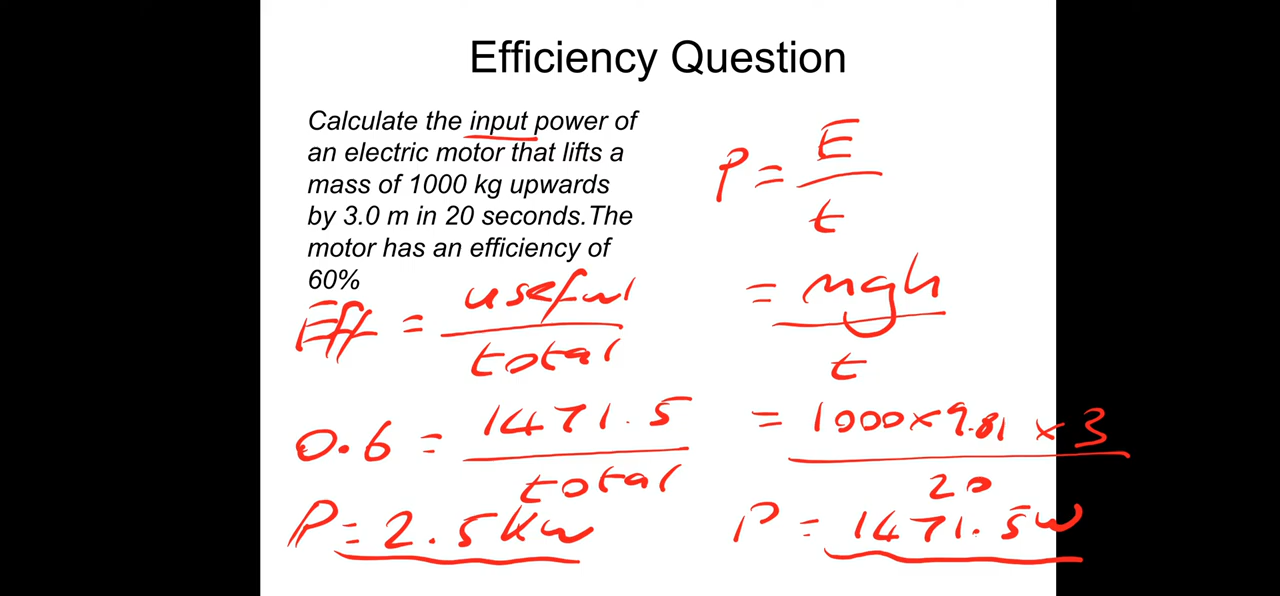 Efficiency Question
Calculate the input power of
an electric motor that lifts a
mass of 1000 kg upwards
by 3.0 m in 20 seconds.The
motor has an efficiency of
60%
Eff = useful
total
0.6 = 1471.5
total
P = 2.5kw
P = E
t
= mgh
t
= 1000 x 9.81 x 3
20
P = 1471.5w